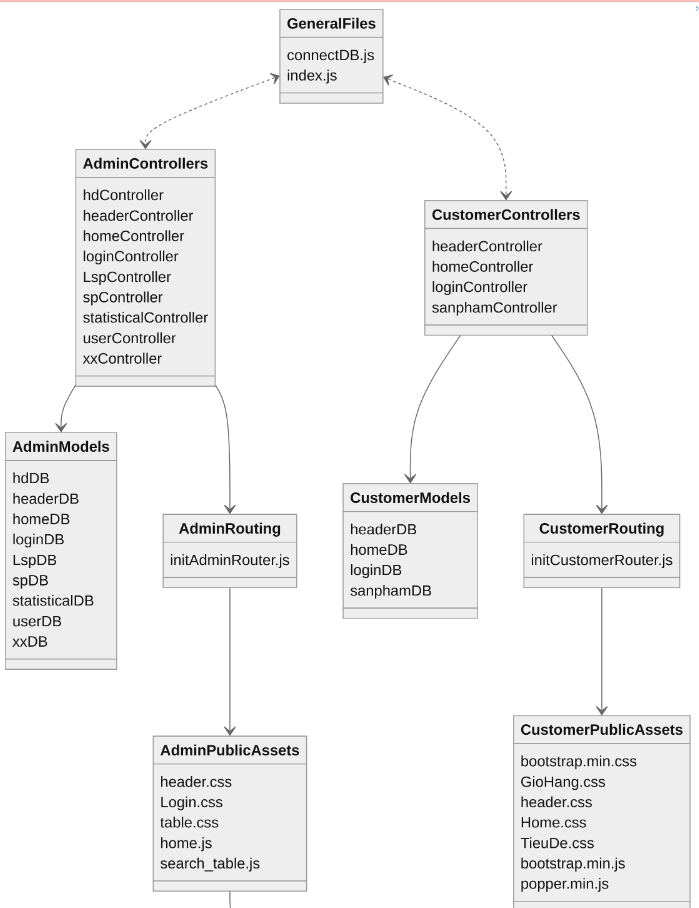 GeneralFiles
connectDB.js
index.js
AdminControllers
hdController
headerController
homeController
loginController
LspController
spController
statisticalController
userController
xxController
CustomerControllers
headerController
homeController
loginController
sanphamController
AdminModels
hdDB
headerDB
homeDB
loginDB
LspDB
spDB
statisticalDB
userDB
xxDB
AdminRouting
initAdminRouter.js
CustomerModels
headerDB
homeDB
loginDB
sanphamDB
CustomerRouting
initCustomerRouter.js
AdminPublicAssets
header.css
Login.css
table.css
home.js
search_table.js
CustomerPublicAssets
bootstrap.min.css
GioHang.css
header.css
Home.css
TieuDe.css
bootstrap.min.js
popper.min.js